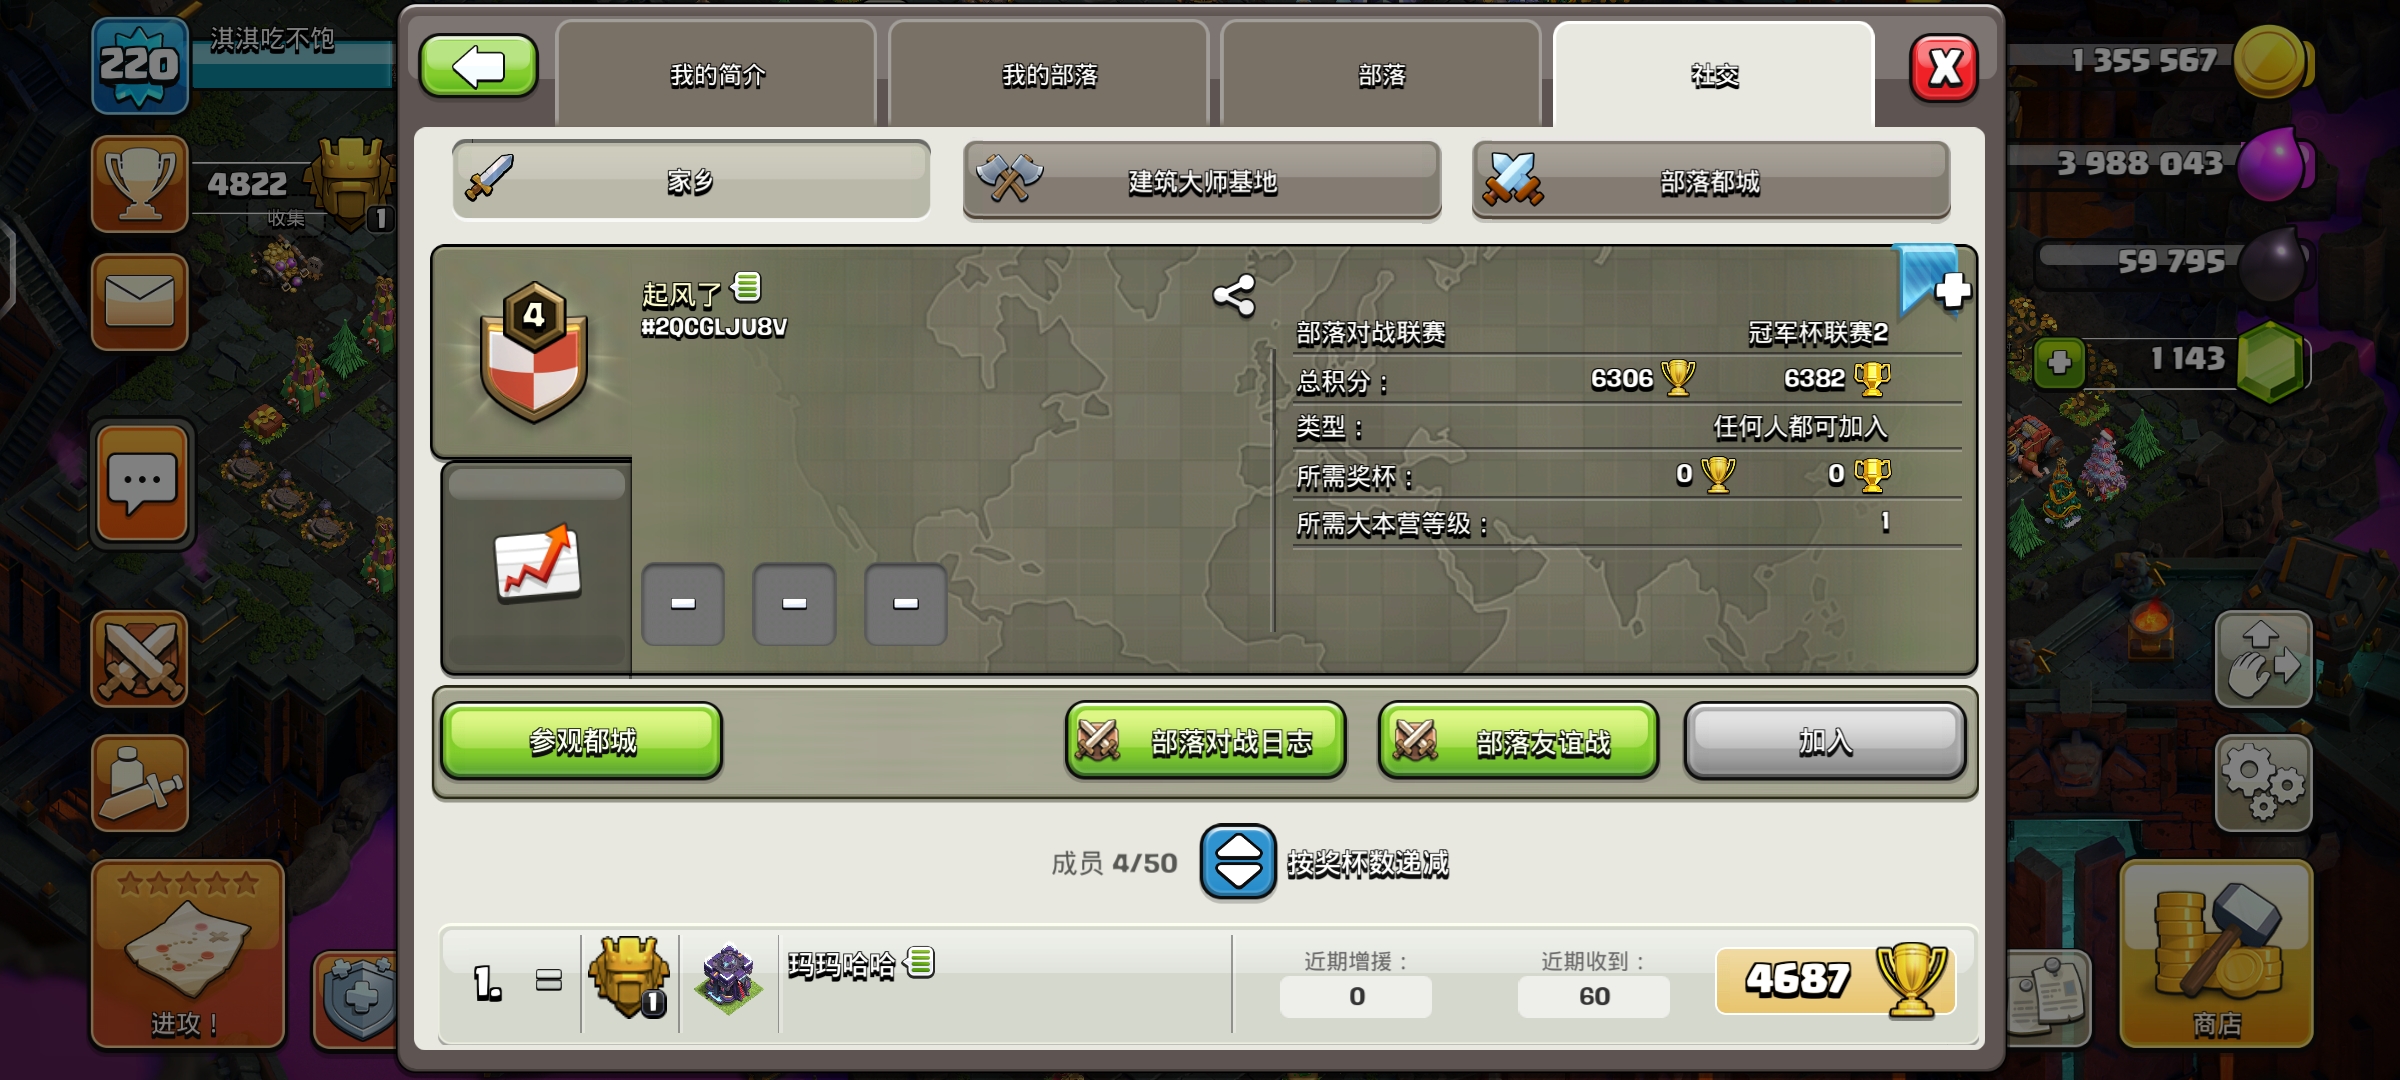 220
淇淇吃不饱
4822
收集
1
进攻！
我的简介
我的部落
部落
社交
X
家乡
建筑大师基地
部落都城
4
起风了
#2QCGLJU8V
部落对战联赛 冠军杯联赛2
总积分： 6306 6382
类型： 任何人都可加入
所需奖杯： 0 0
所需大本营等级： 1
参观都城
部落对战日志
部落友谊战
加入
成员 4/50
按奖杯数递减
1.
1
玛玛哈哈
近期增援：
0
近期收到：
60
4687
1 355 567
3 988 043
59 795
1 143
商店